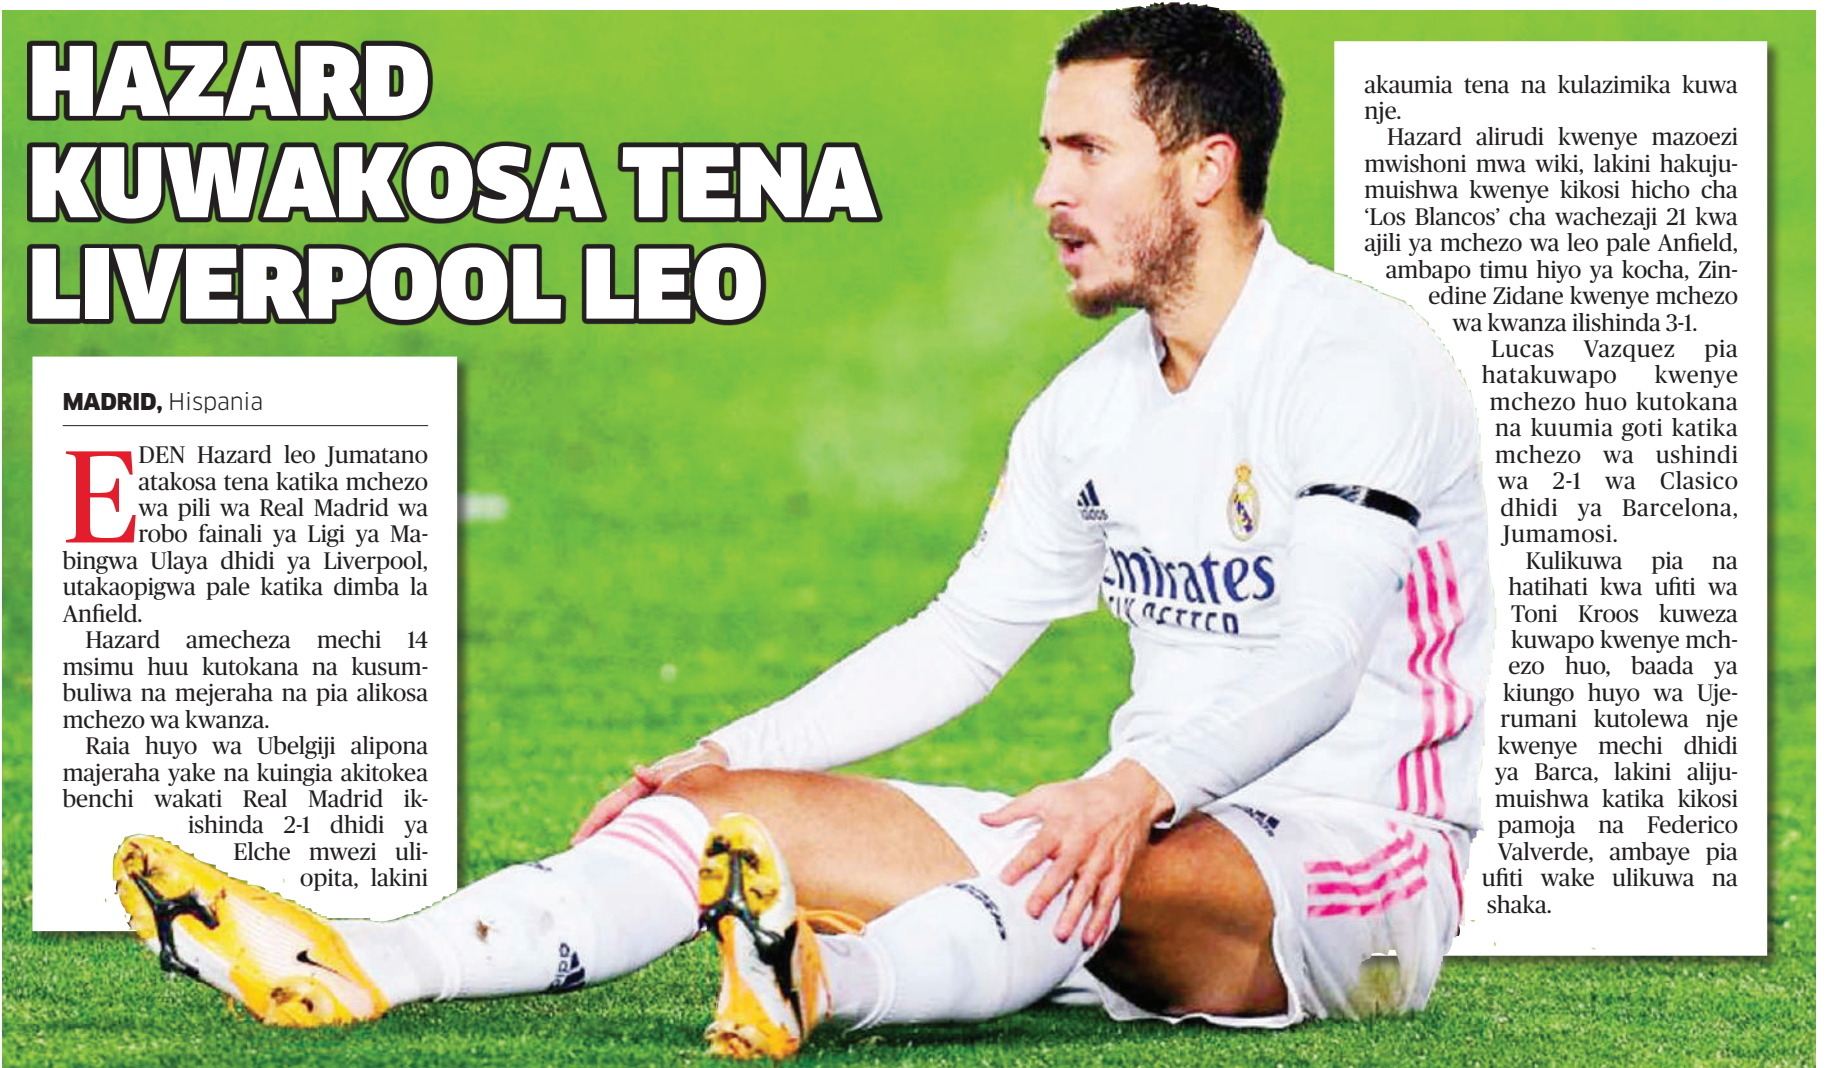 HAZARD
KUWAKOSA TENA
LIVERPOOL LEO
MADRID, Hispania
EDEN Hazard leo Jumatano
atakosa tena katika mchezo
wa pili wa Real Madrid wa
robo fainali ya Ligi ya Ma-
bingwa Ulaya dhidi ya Liverpool,
utakaopigwa pale katika dimba la
Anfield.
Hazard amecheza mechi 14
msimu huu kutokana na kusum-
buliwa na mejeraha na pia alikosa
mchezo wa kwanza.
Raia huyo wa Ubelgiji alipona
majeraha yake na kuingia akitokea
benchi wakati Real Madrid ik-
ishinda 2-1 dhidi ya
Elche mwezi uli-
opita, lakini
akaumia tena na kulazimika kuwa
nje.
Hazard alirudi kwenye mazoezi
mwishoni mwa wiki, lakini hakuju-
muishwa kwenye kikosi hicho cha
‘Los Blancos’ cha wachezaji 21 kwa
ajili ya mchezo wa leo pale Anfield,
ambapo timu hiyo ya kocha, Zin-
edine Zidane kwenye mchezo
wa kwanza ilishinda 3-1.
Lucas Vazquez pia
hatakuwapo kwenye
mchezo huo kutokana
na kuumia goti katika
mchezo wa ushindi
wa 2-1 wa Clasico
dhidi ya Barcelona,
Jumamosi.
Kulikuwa pia na
hatihati kwa ufiti wa
Toni Kroos kuweza
kuwapo kwenye mch-
ezo huo, baada ya
kiungo huyo wa Uje-
rumani kutolewa nje
kwenye mechi dhidi
ya Barca, lakini aliju-
muishwa katika kikosi
pamoja na Federico
Valverde, ambaye pia
ufiti wake ulikuwa na
shaka.
Emirates